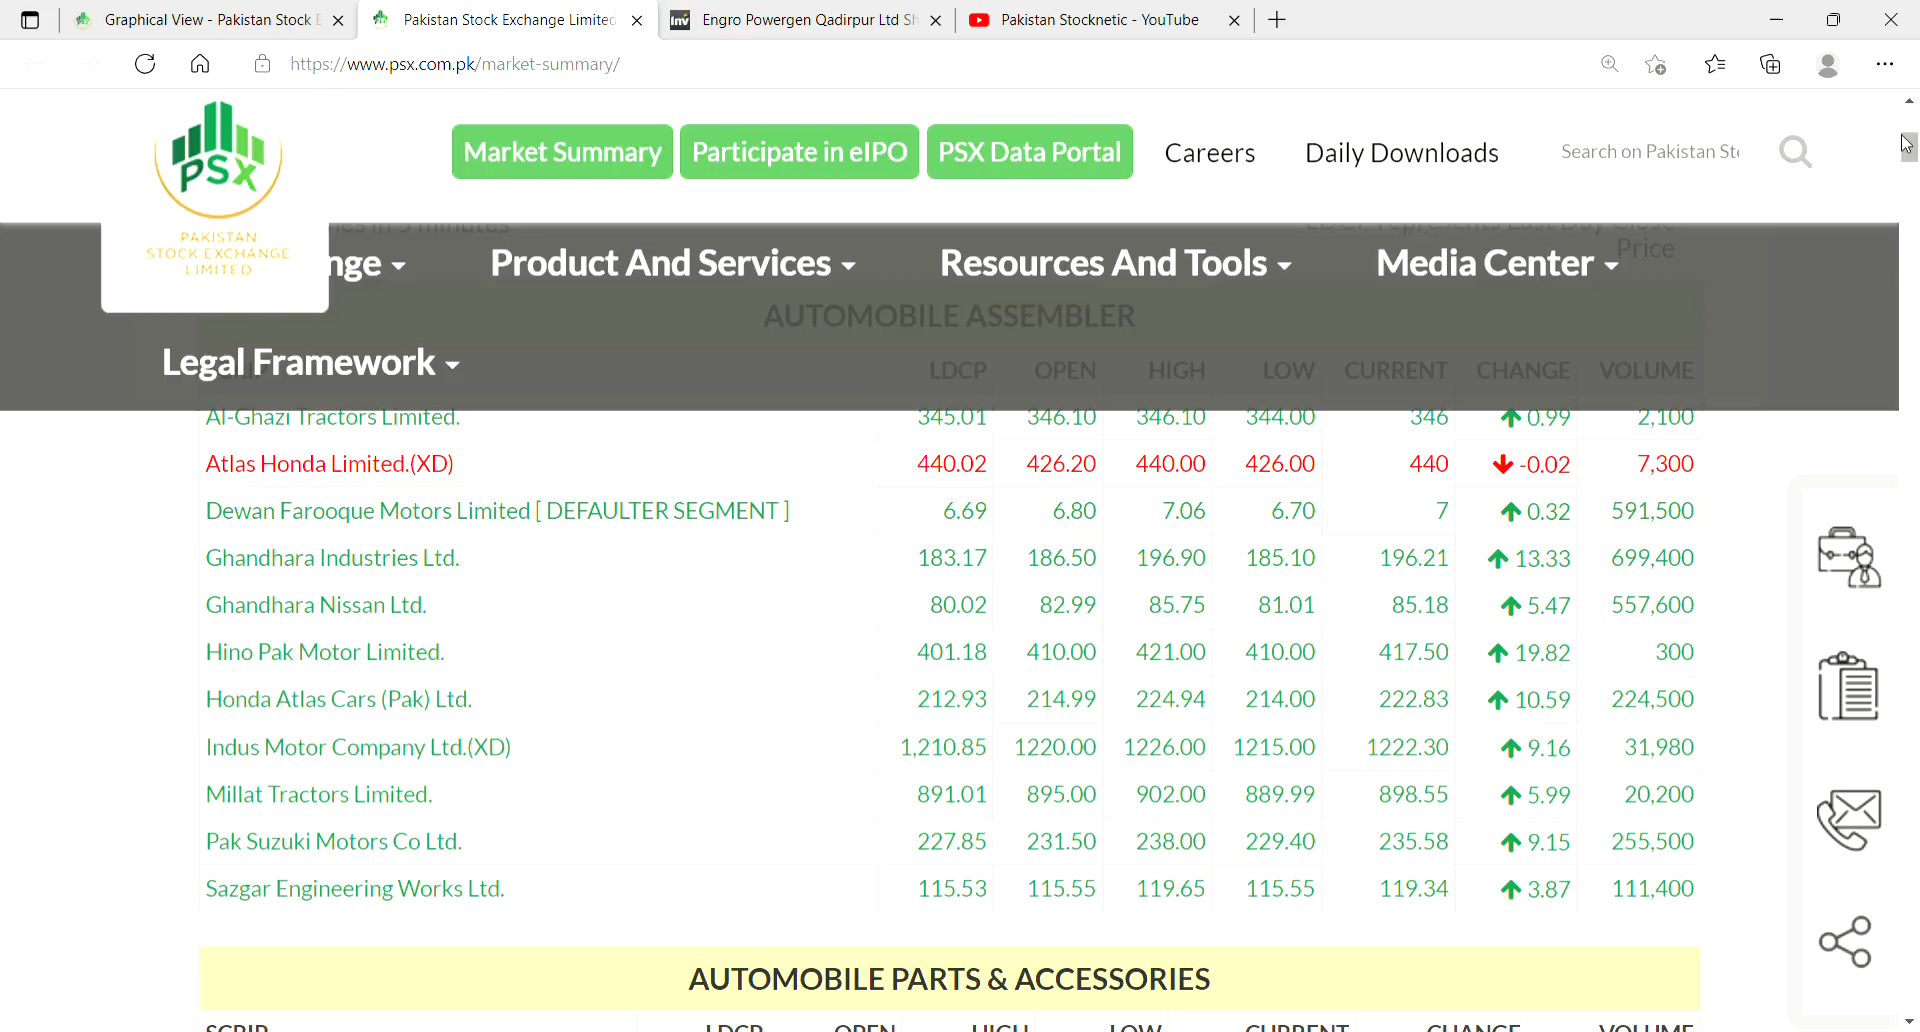 Graphical View - Pakistan Stock E
Pakistan Stock Exchange Limited
Inv Engro Powergen Qadirpur Ltd Sh
Pakistan Stocknetic - YouTube
https://www.psx.com.pk/market-summary/
PSX
PAKISTAN
STOCK EXCHANGE
LIMITED
Market Summary Participate in eIPO PSX Data Portal Careers Daily Downloads Search on Pakistan Sto
nge Product And Services Resources And Tools Media Center
Price
AUTOMOBILE ASSEMBLER
Legal Framework
LDCP OPEN HIGH LOW CURRENT CHANGE VOLUME
Al-Ghazi Tractors Limited. 345.01 346.10 346.10 344.00 346 0.99 2,100
Atlas Honda Limited.(XD) 440.02 426.20 440.00 426.00 440 -0.02 7,300
Dewan Farooque Motors Limited [ DEFAULTER SEGMENT ] 6.69 6.80 7.06 6.70 7 0.32 591,500
Ghandhara Industries Ltd. 183.17 186.50 196.90 185.10 196.21 13.33 699,400
Ghandhara Nissan Ltd. 80.02 82.99 85.75 81.01 85.18 5.47 557,600
Hino Pak Motor Limited. 401.18 410.00 421.00 410.00 417.50 19.82 300
Honda Atlas Cars (Pak) Ltd. 212.93 214.99 224.94 214.00 222.83 10.59 224,500
Indus Motor Company Ltd.(XD) 1,210.85 1220.00 1226.00 1215.00 1222.30 9.16 31,980
Millat Tractors Limited. 891.01 895.00 902.00 889.99 898.55 5.99 20,200
Pak Suzuki Motors Co Ltd. 227.85 231.50 238.00 229.40 235.58 9.15 255,500
Sazgar Engineering Works Ltd. 115.53 115.55 119.65 115.55 119.34 3.87 111,400
AUTOMOBILE PARTS & ACCESSORIES
SCRIP LDCP OPEN HIGH LOW CURRENT CHANGE VOLUME